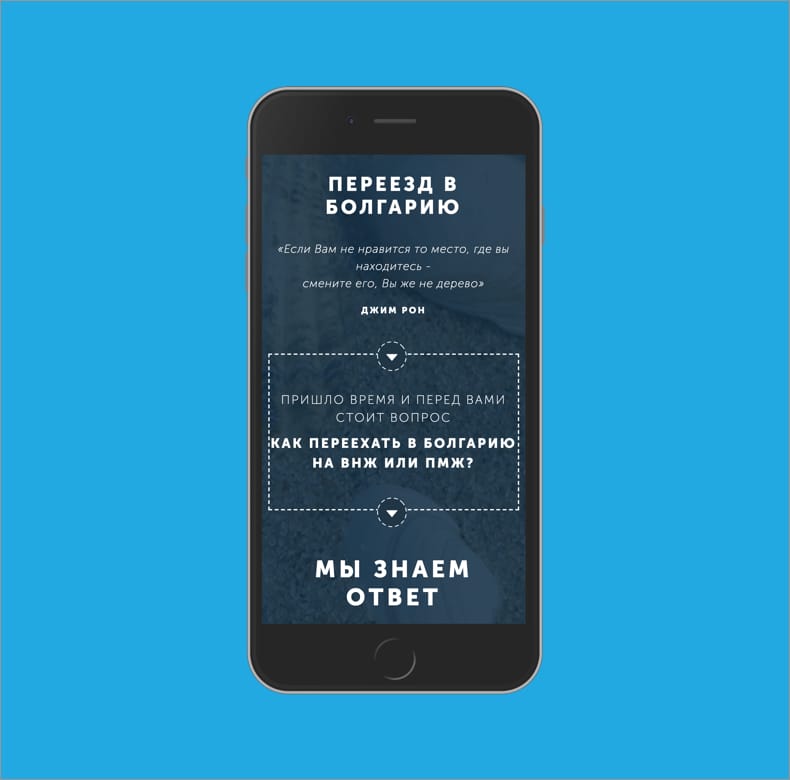 ПЕРЕЕЗД В
БОЛГАРИЮ
«Если Вам не нравится то место, где вы
находитесь -
смените его, Вы же не дерево»
ДЖИМ РОН
ПРИШЛО ВРЕМЯ И ПЕРЕД ВАМИ
СТОИТ ВОПРОС
КАК ПЕРЕЕХАТЬ В БОЛГАРИЮ
НА ВНЖ ИЛИ ПМЖ?
МЫ ЗНАЕМ
ОТВЕТ